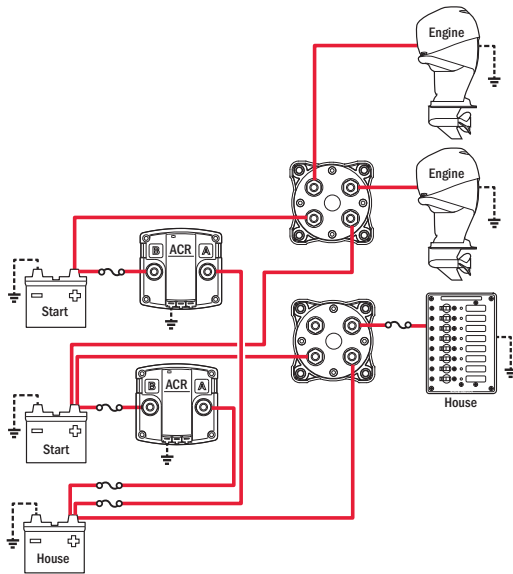 Engine
Engine
B ACR A
Start
B ACR A
House
Start
House